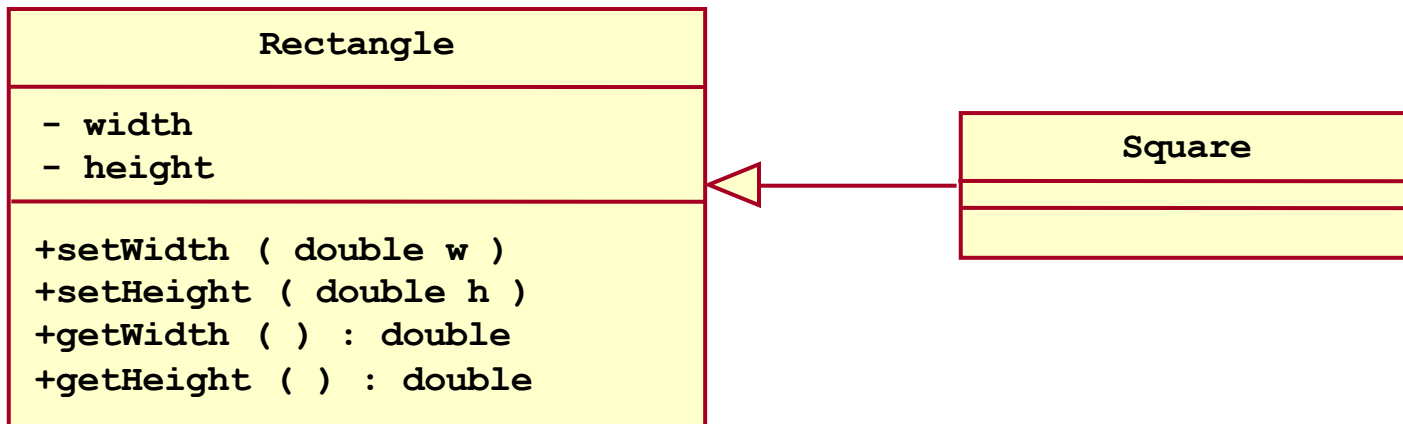 Rectangle
- width
- height
+setWidth ( double w )
+setHeight ( double h )
+getWidth ( ) : double
+getHeight ( ) : double
Square